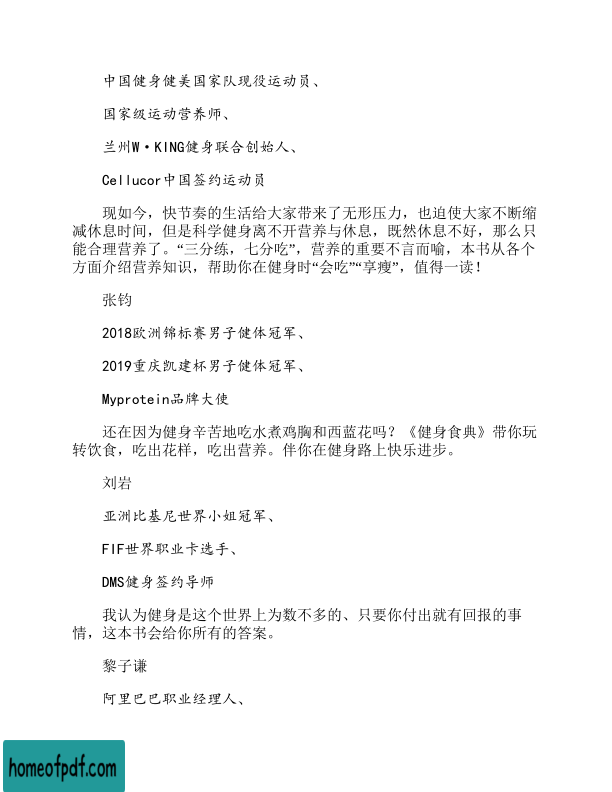 中国健身健美国家队现役运动员、
国家级运动营养师、
兰州W·KING健身联合创始人、
Cellucor中国签约运动员
现如今，快节奏的生活给大家带来了无形压力，也迫使大家不断缩
减休息时间，但是科学健身离不开营养与休息，既然休息不好，那么只
能合理营养了。“三分练，七分吃”，营养的重要不言而喻，本书从各个
方面介绍营养知识，帮助你在健身时“会吃”“享瘦”，值得一读！
张钧
2018欧洲锦标赛男子健体冠军、
2019重庆凯建杯男子健体冠军、
Myprotein品牌大使
还在因为健身辛苦地吃水煮鸡胸和西蓝花吗？《健身食典》带你玩
转饮食，吃出花样，吃出营养。伴你在健身路上快乐进步。
刘岩
亚洲比基尼世界小姐冠军、
FIF世界职业卡选手、
DMS健身签约导师
我认为健身是这个世界上为数不多的、只要你付出就有回报的事
情，这本书会给你所有的答案。
黎子谦
阿里巴巴职业经理人、
homeofpdf.com